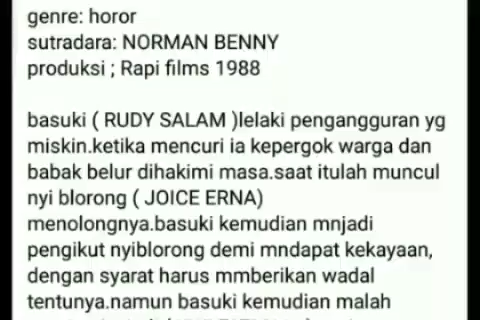 genre: horor
sutradara: NORMAN BENNY
produksi ; Rapi films 1988
basuki ( RUDY SALAM )lelaki pengangguran yg
miskin.ketika mencuri ia kepergok warga dan
babak belur dihakimi masa.saat itulah muncul
nyi blorong ( JOICE ERNA)
menolongnya.basuki kemudian mnjadi
pengikut nyiblorong demi mndapat kekayaan,
dengan syarat harus mmberikan wadal
tentunya.namun basuki kemudian malah